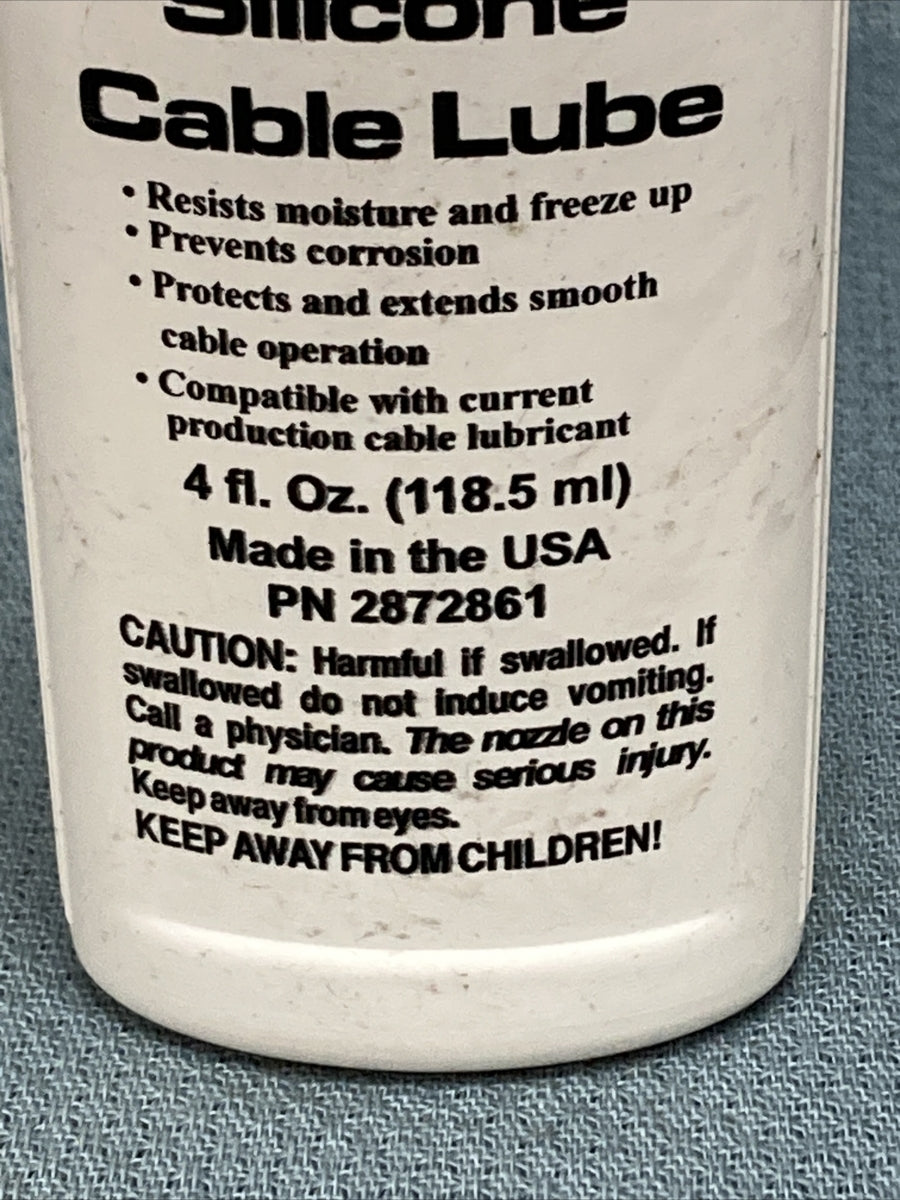 Silicone
Cable Lube
• Resists moisture and freeze up
• Prevents corrosion
• Protects and extends smooth
cable operation
• Compatible with current
production cable lubricant
4 fl. Oz. (118.5 ml)
Made in the USA
PN 2872861
CAUTION: Harmful if swallowed. If
swallowed do not induce vomiting.
Call a physician. The nozzle on this
product may cause serious injury.
Keep away from eyes.
KEEP AWAY FROM CHILDREN!